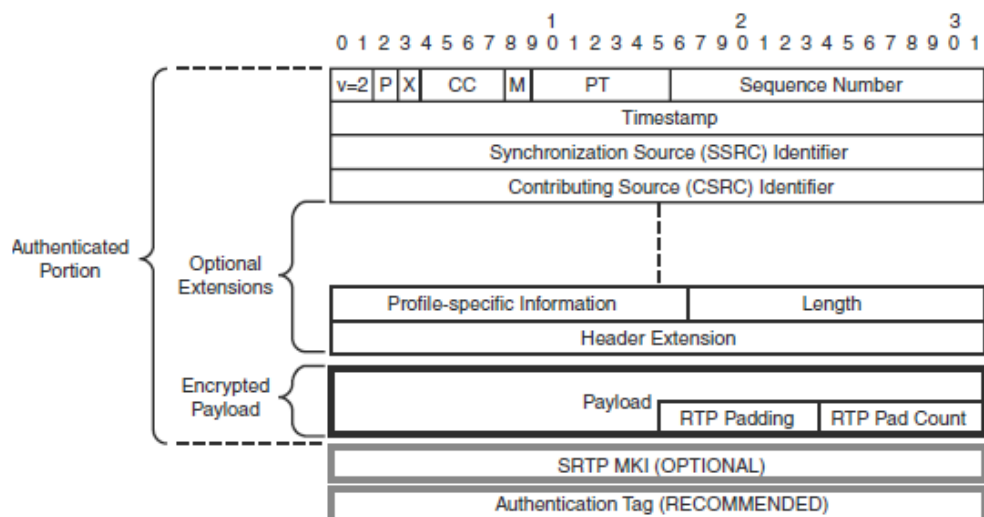 1 2 3
0 1 2 3 4 5 6 7 8 9 0 1 2 3 4 5 6 7 9 0 1 2 3 4 5 6 7 8 9 0 1
v=2 P X CC M PT Sequence Number
Timestamp
Synchronization Source (SSRC) Identifier
Contributing Source (CSRC) Identifier
Authenticated
Portion
Optional
Extensions
Profile-specific Information Length
Header Extension
Encrypted
Payload
Payload
RTP Padding RTP Pad Count
SRTP MKI (OPTIONAL)
Authentication Tag (RECOMMENDED)